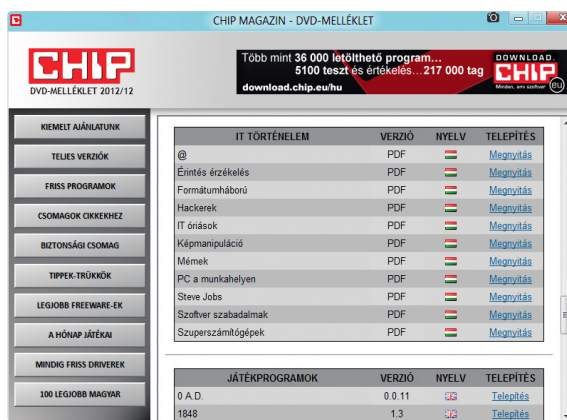 CHIP MAGAZIN - DVD-MELLÉKLET
CHIP
DVD-MELLÉKLET 2012/12
Több mint 36 000 letölthető program...
5100 teszt és értékelés...217 000 tag
download.chip.eu/hu
DOWNLOAD.
CHIP
Minden, ami szoftver
eu
KIEMELT AJÁNLATUNK
TELJES VERZIÓK
FRISS PROGRAMOK
CSOMAGOK CIKKEKHEZ
BIZTONSÁGI CSOMAG
TIPPEK-TRÜKKÖK
LEGJOBB FREEWARE-EK
A HÓNAP JÁTÉKAI
MINDIG FRISS DRIVEREK
100 LEGJOBB MAGYAR
IT TÖRTÉNELEM VERZIÓ NYELV TELEPÍTÉS
@ PDF Megnyitás
Érintés érzékelés PDF Megnyitás
Formátumháború PDF Megnyitás
Hackerek PDF Megnyitás
IT óriások PDF Megnyitás
Képmanipuláció PDF Megnyitás
Mémek PDF Megnyitás
PC a munkahelyen PDF Megnyitás
Steve Jobs PDF Megnyitás
Szoftver szabadalmak PDF Megnyitás
Szuperszámítógépek PDF Megnyitás
JÁTÉKPROGRAMOK VERZIÓ NYELV TELEPÍTÉS
0 A.D. 0.0.11 Telepítés
1848 1.3 Telepítés